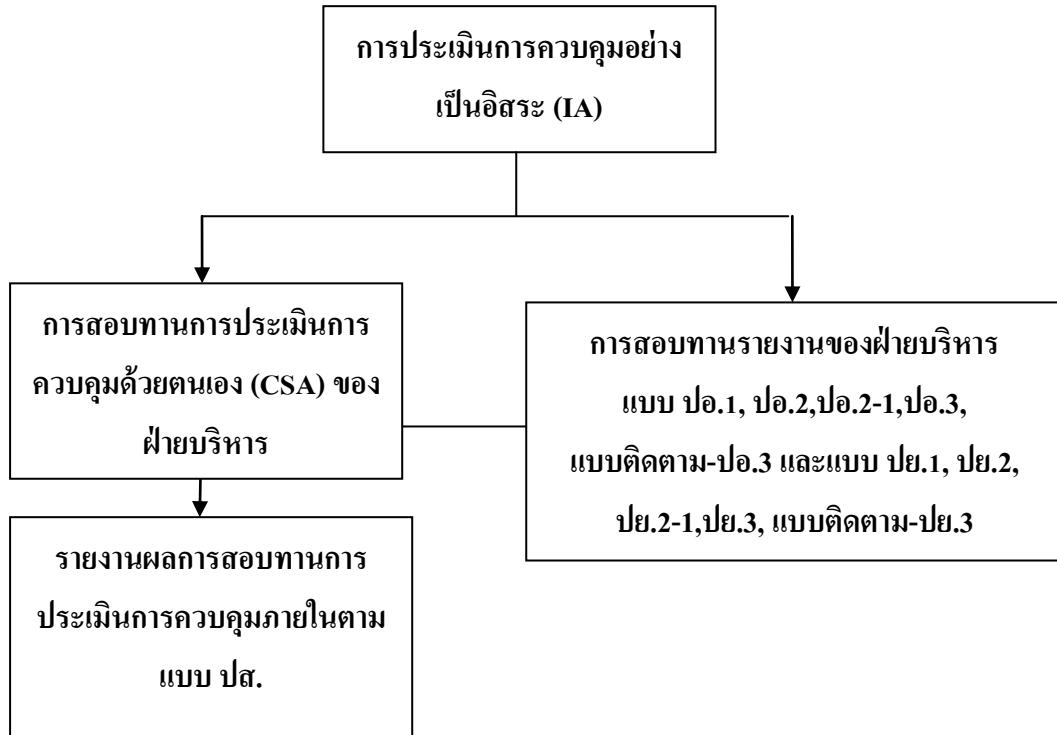 การประเมินการควบคุมอย่าง
เป็นอิสระ (IA)
การสอบทานการประเมินการ
ควบคุมด้วยตนเอง (CSA) ของ
ฝ่ายบริหาร
การสอบทานรายงานของฝ่ายบริหาร
แบบ ปอ.1, ปอ.2,ปอ.2-1,ปอ.3,
แบบติดตาม-ปอ.3 และแบบ ปย.1, ปย.2,
ปย.2-1,ปย.3, แบบติดตาม-ปย.3
รายงานผลการสอบทานการ
ประเมินการควบคุมภายในตาม
แบบ ปส.